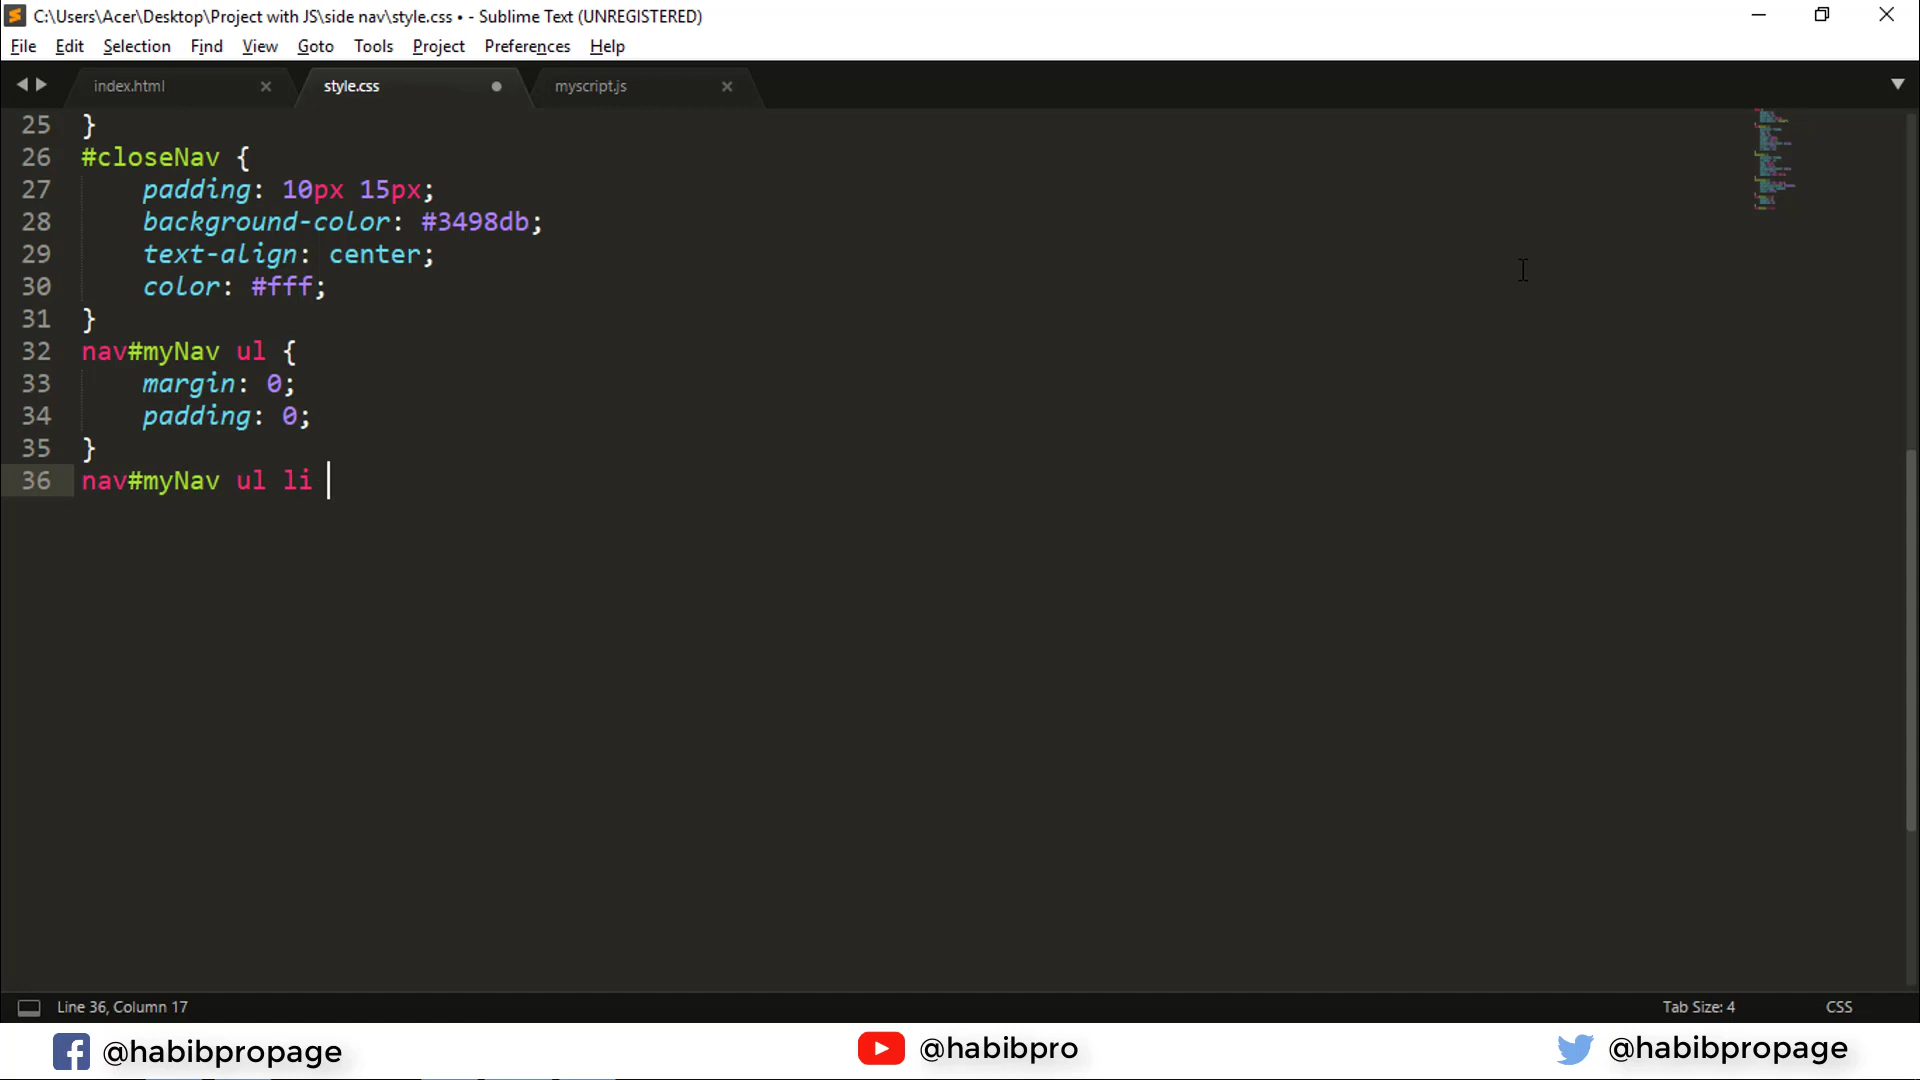 C:\Users\Acer\Desktop\Project with JS\side nav\style.css • - Sublime Text (UNREGISTERED)
File Edit Selection Find View Goto Tools Project Preferences Help
index.html style.css myscript.js
25 }
26 #closeNav {
27 padding: 10px 15px;
28 background-color: #3498db;
29 text-align: center;
30 color: #fff;
31 }
32 nav#myNav ul {
33 margin: 0;
34 padding: 0;
35 }
36 nav#myNav ul li
Line 36, Column 17 Tab Size: 4 CSS
@habibpropage @habibpro @habibpropage